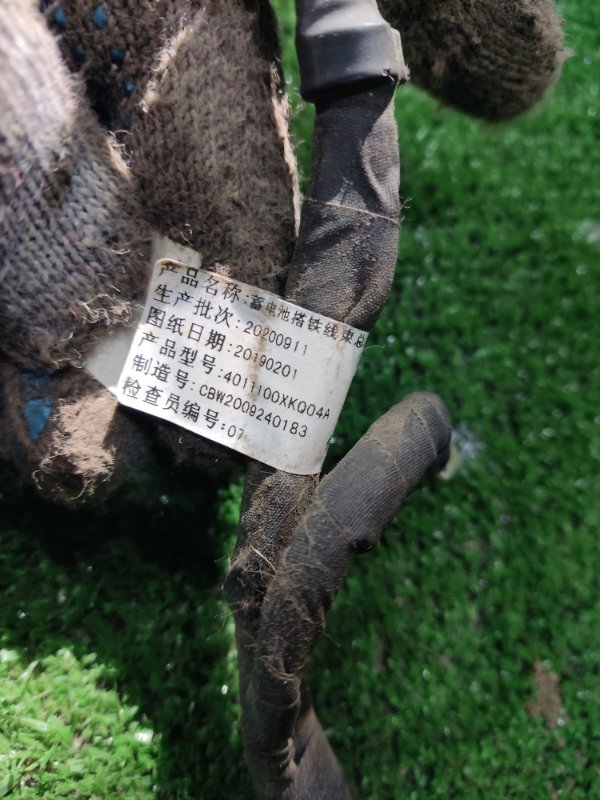 产品名称:蓄电池搭铁线束总
生产批次:20200911
图纸日期:20190201
产品型号:4011100XKQ04A
制造号:CBW2009240183
检查员编号:07